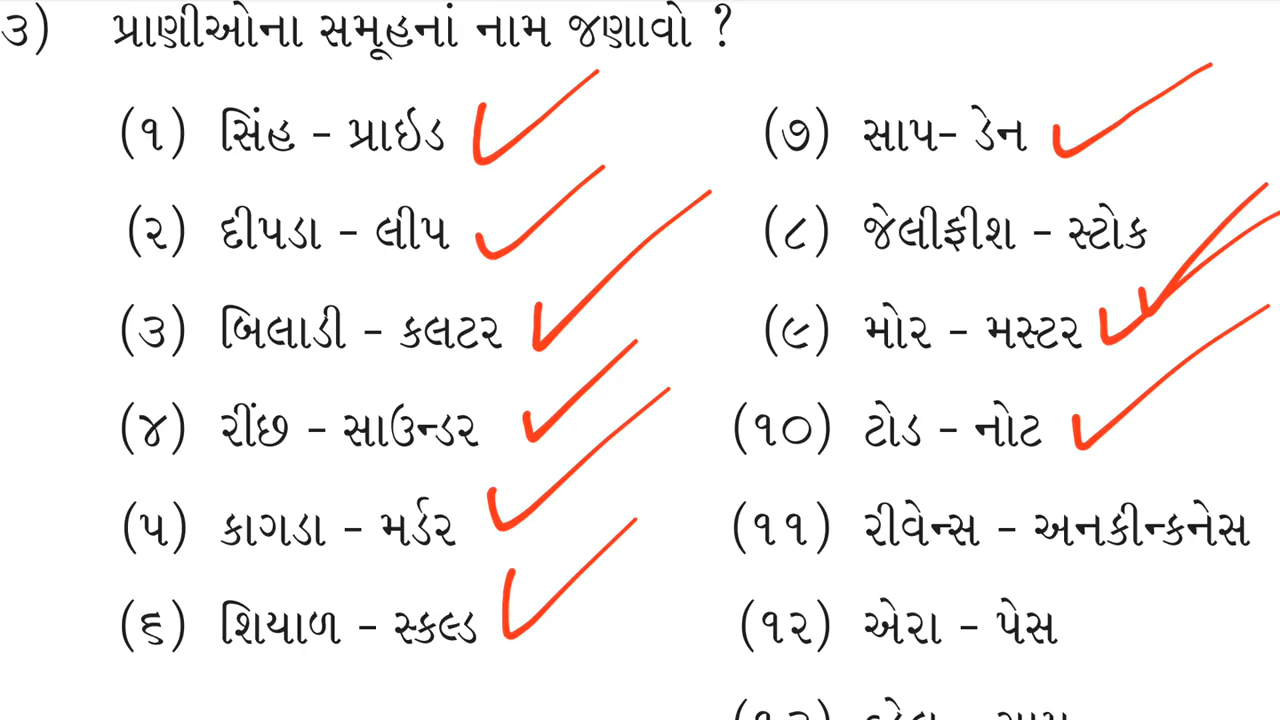 ૩) પ્રાણીઓના સમૂહનાં નામ જણાવો ?
(૧) સિંહ - પ્રાઇડ
(૨) દીપડા - લીપ
(૩) બિલાડી - કલટર
(૪) રીંછ - સાઉન્ડર
(૫) કાગડા - મર્ડર
(૬) શિયાળ - સ્કલ્ડ
(૭) સાપ- ડેન
(૮) જેલીફીશ - સ્ટોક
(૯) મોર - મસ્ટર
(૧૦) ટોડ - નોટ
(૧૧) રીવેન્સ - અનકીન્કનેસ
(૧૨) એરા - પેસ